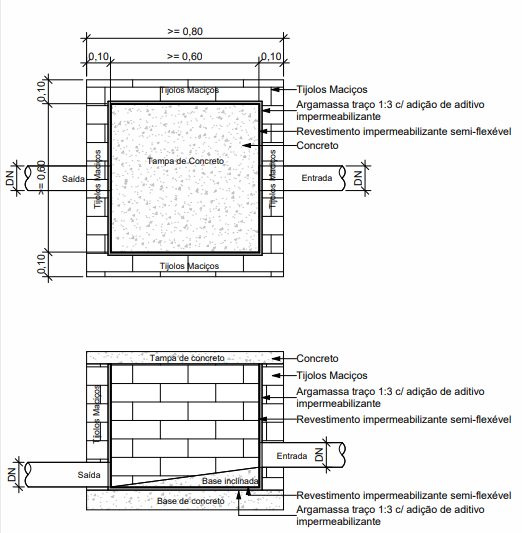 >= 0,80
0,10
>= 0,60
0,10
0,10
Tijolos Maciços
Tijolos Maciços
Argamassa traço 1:3 c/ adição de aditivo
impermeabilizante
Revestimento impermeabilizante semi-flexével
Concreto
Tampa de Concreto
DN
Saída
>= 0,60
Tijolos Maciços
Tijolos Maciços
Entrada
DN
0,10
Tijolos Maciços
Tampa de concreto
Concreto
Tijolos Maciços
Tijolos Maciços
Argamassa traço 1:3 c/ adição de aditivo
impermeabilizante
Revestimento impermeabilizante semi-flexével
Entrada
DN
DN
Saída
Base inclinada
Base de concreto
Revestimento impermeabilizante semi-flexével
Argamassa traço 1:3 c/ adição de aditivo
impermeabilizante